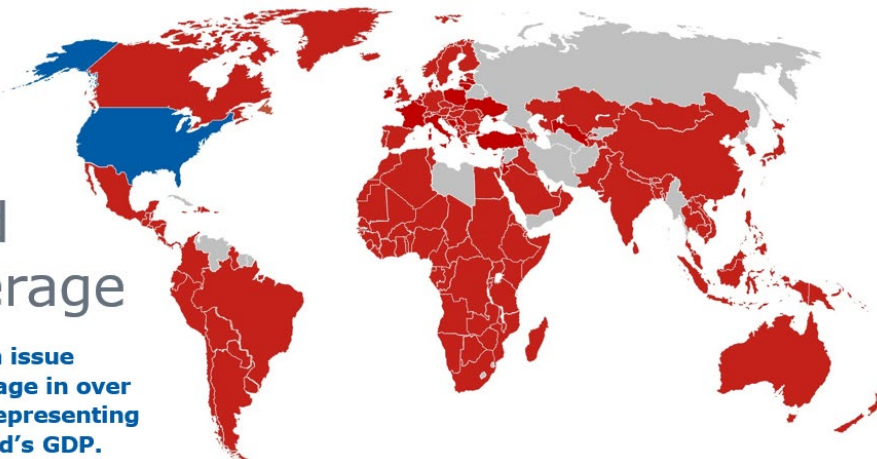 erage
issue
age in over
epresenting
d's GDP.